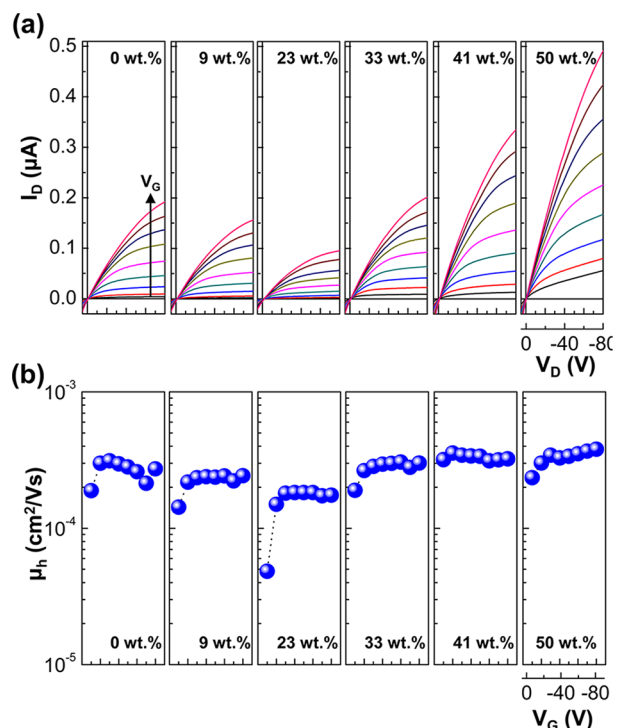 (a)
0.5
0 wt.%
9 wt.%
23 wt.%
33 wt.%
41 wt.%
50 wt.%
0.4
0.3
I_D (µA)
V_G
0.2
0.1
0.0
0 -40 -80
V_D (V)
(b)
10⁻³
µ_h (cm²/Vs)
10⁻⁴
0 wt.%
9 wt.%
23 wt.%
33 wt.%
41 wt.%
50 wt.%
10⁻⁵
0 -40 -80
V_G (V)